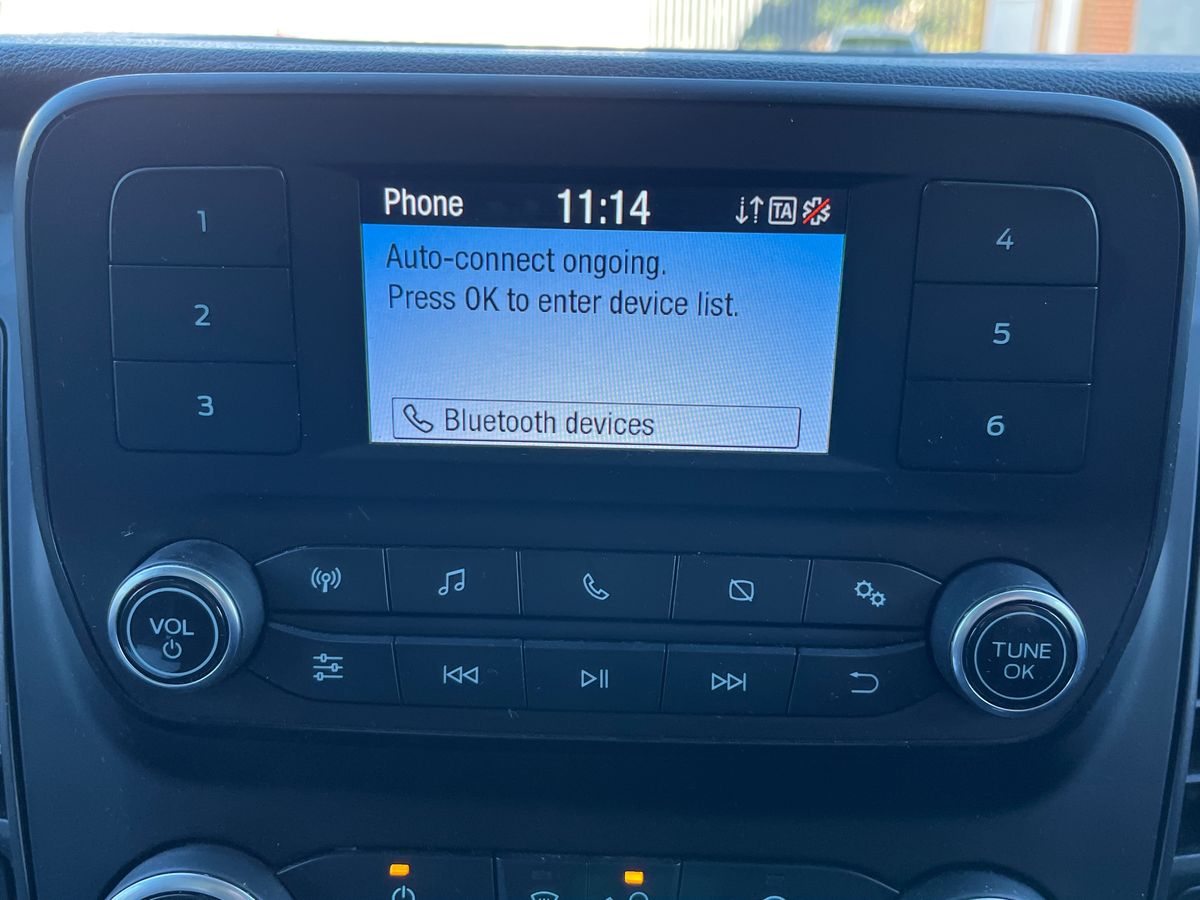 Phone 11:14 TA
Auto-connect ongoing.
Press OK to enter device list.
Bluetooth devices
1
2
3
4
5
6
VOL
TUNE
OK